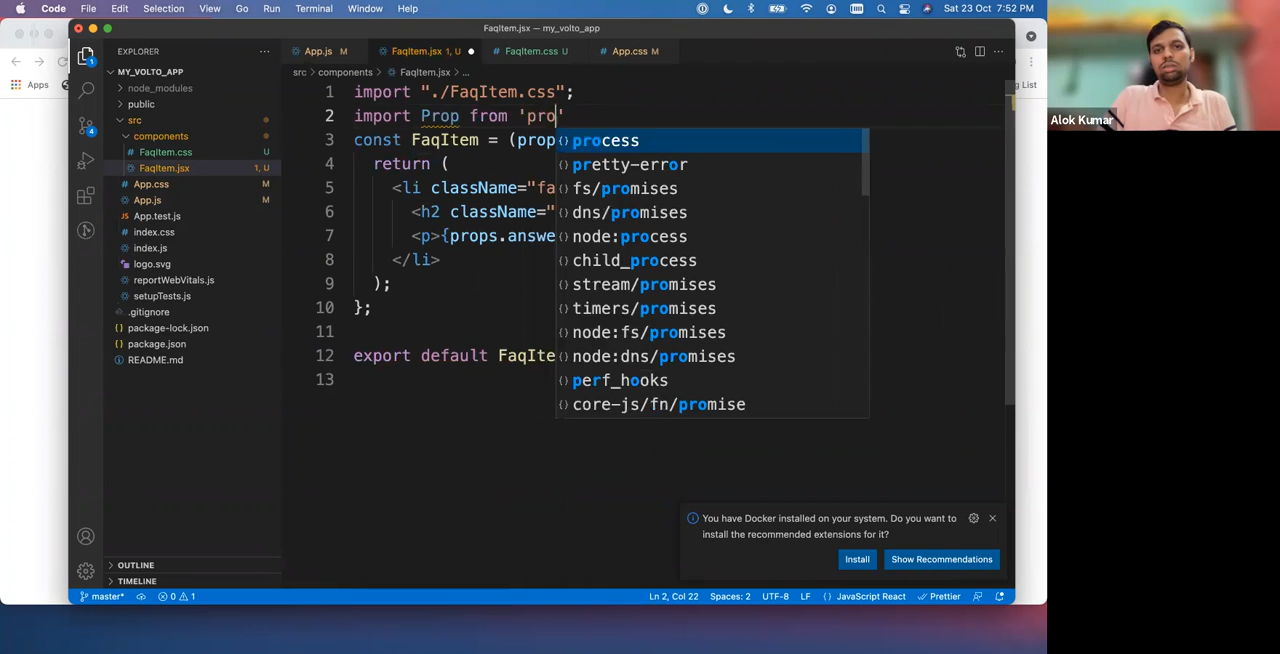 Code File Edit Selection View Go Run Terminal Window Help Sat 23 Oct 7:52 PM
FaqItem.jsx — my_volto_app
Apps
EXPLORER
MY_VOLTO_APP
node_modules
public
src
components
FaqItem.css U
FaqItem.jsx 1, U
App.css M
App.js M
App.test.js
index.css
index.js
logo.svg
reportWebVitals.js
setupTests.js
.gitignore
package-lock.json
package.json
README.md
OUTLINE
TIMELINE
1
4
App.js M FaqItem.jsx 1, U FaqItem.css U App.css M
src > components > FaqItem.jsx > ...
1 import "./FaqItem.css";
2 import Prop from 'pro'
3 const FaqItem = (prop
4 return (
5 <li className="fa
6 <h2 className="
7 <p>{props.answe
8 </li>
9 );
10 };
11
12 export default FaqIte
13
process
pretty-error
fs/promises
dns/promises
node:process
child_process
stream/promises
timers/promises
node:fs/promises
node:dns/promises
perf_hooks
core-js/fn/promise
You have Docker installed on your system. Do you want to
install the recommended extensions for it?
Install Show Recommendations
master* 0 1 Ln 2, Col 22 Spaces: 2 UTF-8 LF {} JavaScript React Prettier
ng List
Alok Kumar